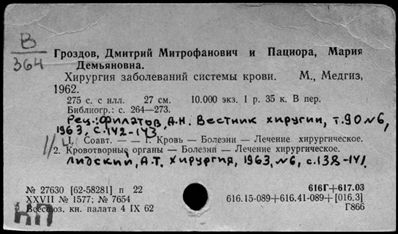 В
364
Гроздов, Дмитрий Митрофанович и Пациора, Мария
Демьяновна.
Хирургия заболеваний системы крови. М., Медгиз,
1962.
275 с. с илл. 27 см. 10.000 экз. 1 р. 35 к. В пер.
Библиогр.: с. 264—273.
Рец.: Филатов, А.Н. Вестник хирургии, т.90 №6,
1963, с.142-143
1. Соавт. — I. Кровь — Болезни — Лечение хирургическое.
2. Кроветворные органы — Болезни — Лечение хирургическое.
Лидский, А.Т. Хирургия, 1963, №6, с.138-141
№ 27630 [62-58281] п 22
XXVII № 1577; № 7654
Всесоюз. кн. палата 4 IX 62
НП
616Г+617.03
616.15-089+616.41-089+[016.3]
Г866